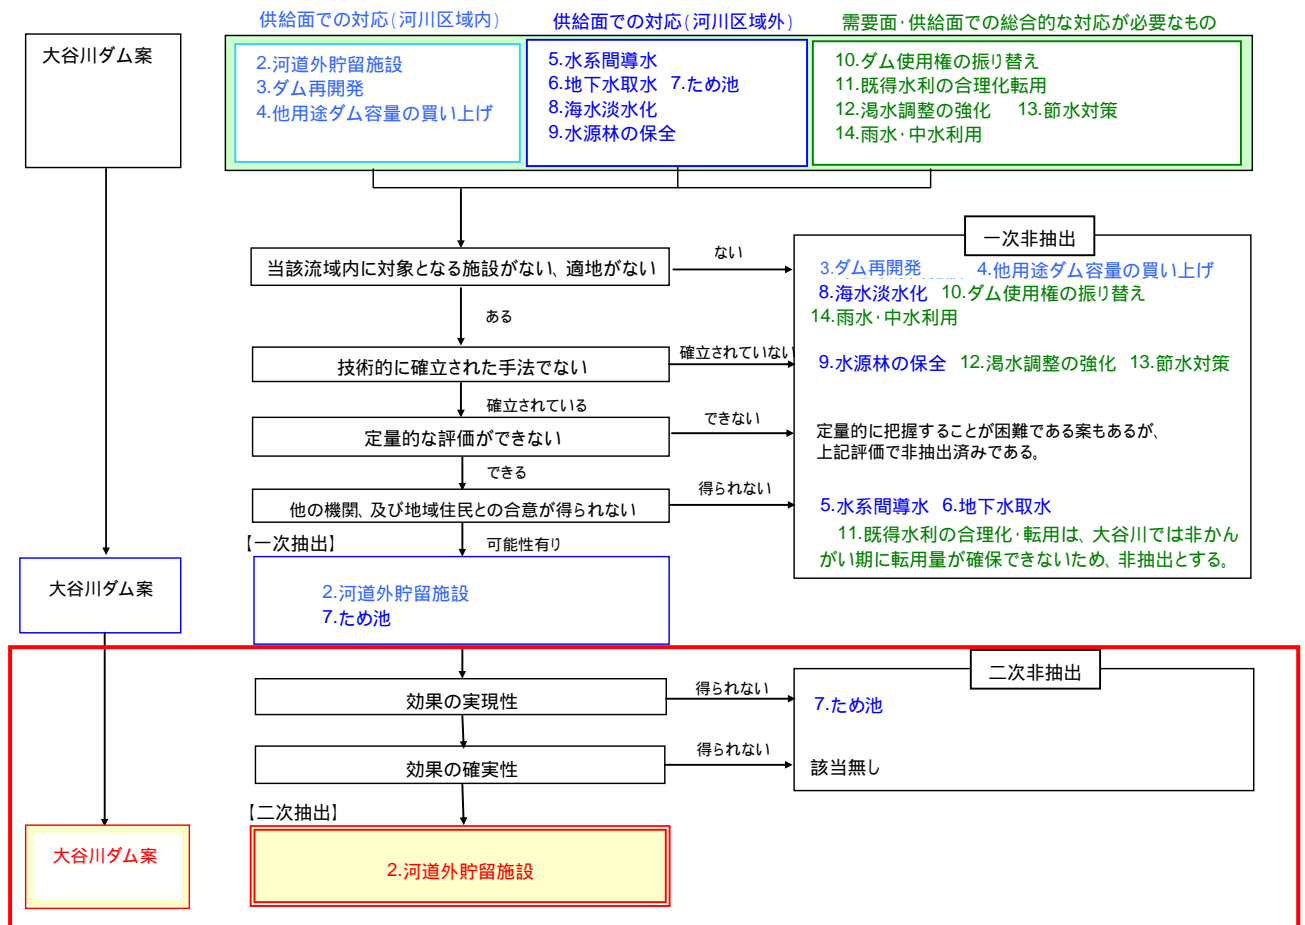 供給面での対応(河川区域内)
供給面での対応(河川区域外)
需要面・供給面での総合的な対応が必要なもの
大谷川ダム案
2.河道外貯留施設
3.ダム再開発
4.他用途ダム容量の買い上げ
5.水系間導水
6.地下水取水 7.ため池
8.海水淡水化
9.水源林の保全
10.ダム使用権の振り替え
11.既得水利の合理化転用
12.渇水調整の強化 13.節水対策
14.雨水・中水利用
一次非抽出
当該流域内に対象となる施設がない、適地がない
ない
3.ダム再開発 4.他用途ダム容量の買い上げ
8.海水淡水化 10.ダム使用権の振り替え
14.雨水・中水利用
ある
技術的に確立された手法でない
確立されていない
9.水源林の保全 12.渇水調整の強化 13.節水対策
確立されている
定量的な評価ができない
できない
定量的に把握することが困難である案もあるが、
上記評価で非抽出済みである。
できる
他の機関、及び地域住民との合意が得られない
得られない
5.水系間導水 6.地下水取水
11.既得水利の合理化・転用は、大谷川では非かん
がい期に転用量が確保できないため、非抽出とする。
【一次抽出】
可能性有り
大谷川ダム案
2.河道外貯留施設
7.ため池
二次非抽出
効果の実現性
得られない
7.ため池
効果の確実性
得られない
該当無し
【二次抽出】
大谷川ダム案
2.河道外貯留施設